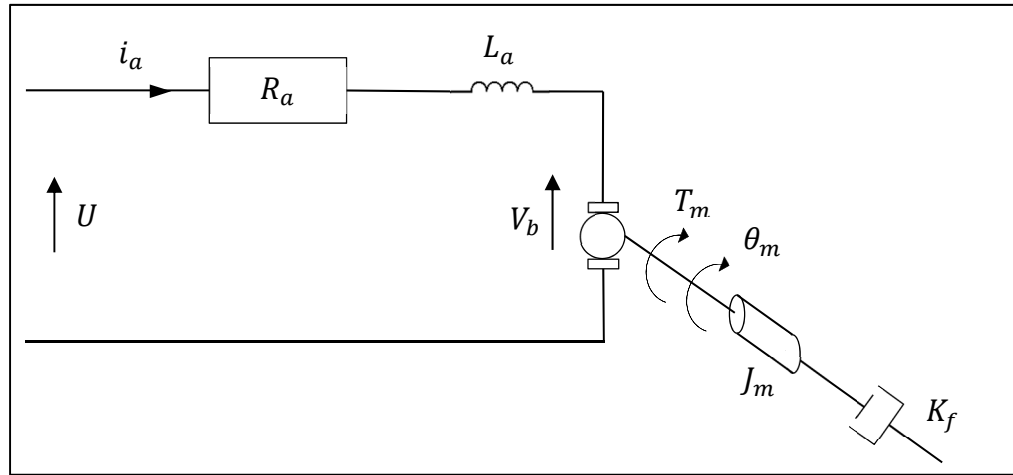 i_a
R_a
L_a
U
V_b
T_m
θ_m
J_m
K_f